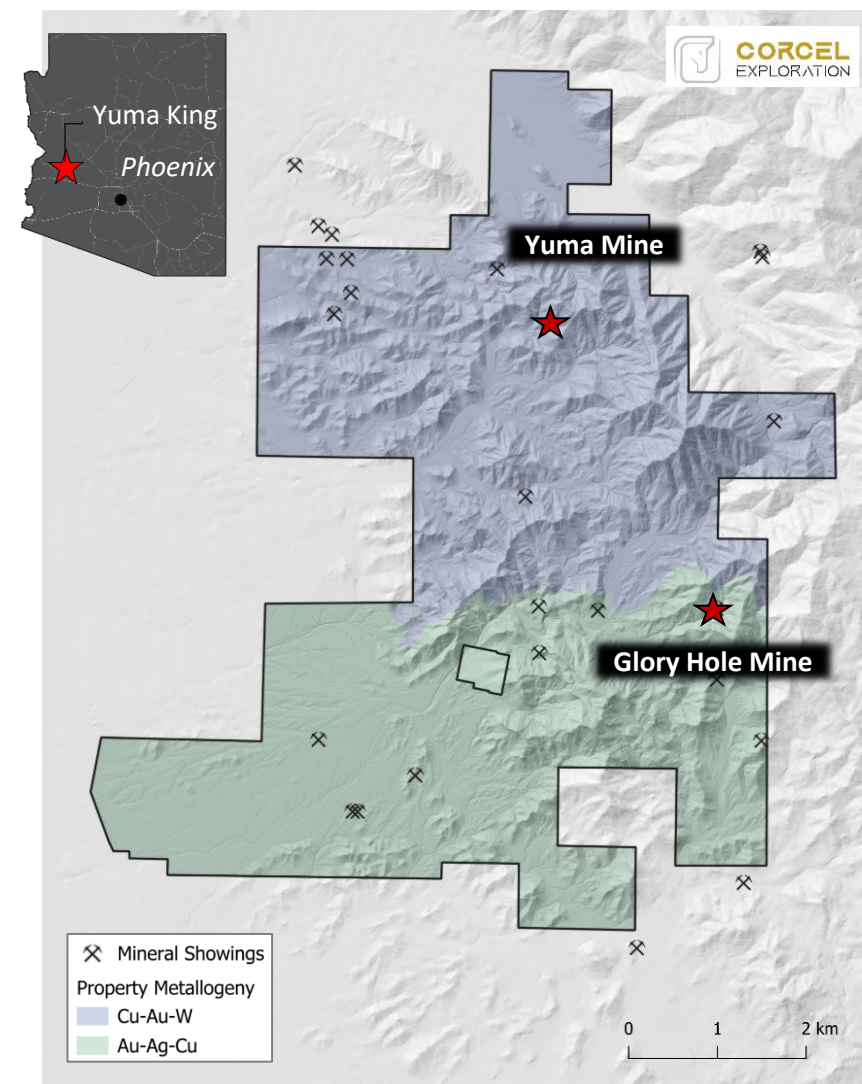 CORCEL
EXPLORATION
Yuma King
Phoenix
Yuma Mine
Glory Hole Mine
Mineral Showings
Property Metallogeny
Cu-Au-W
Au-Ag-Cu
0 1 2 km